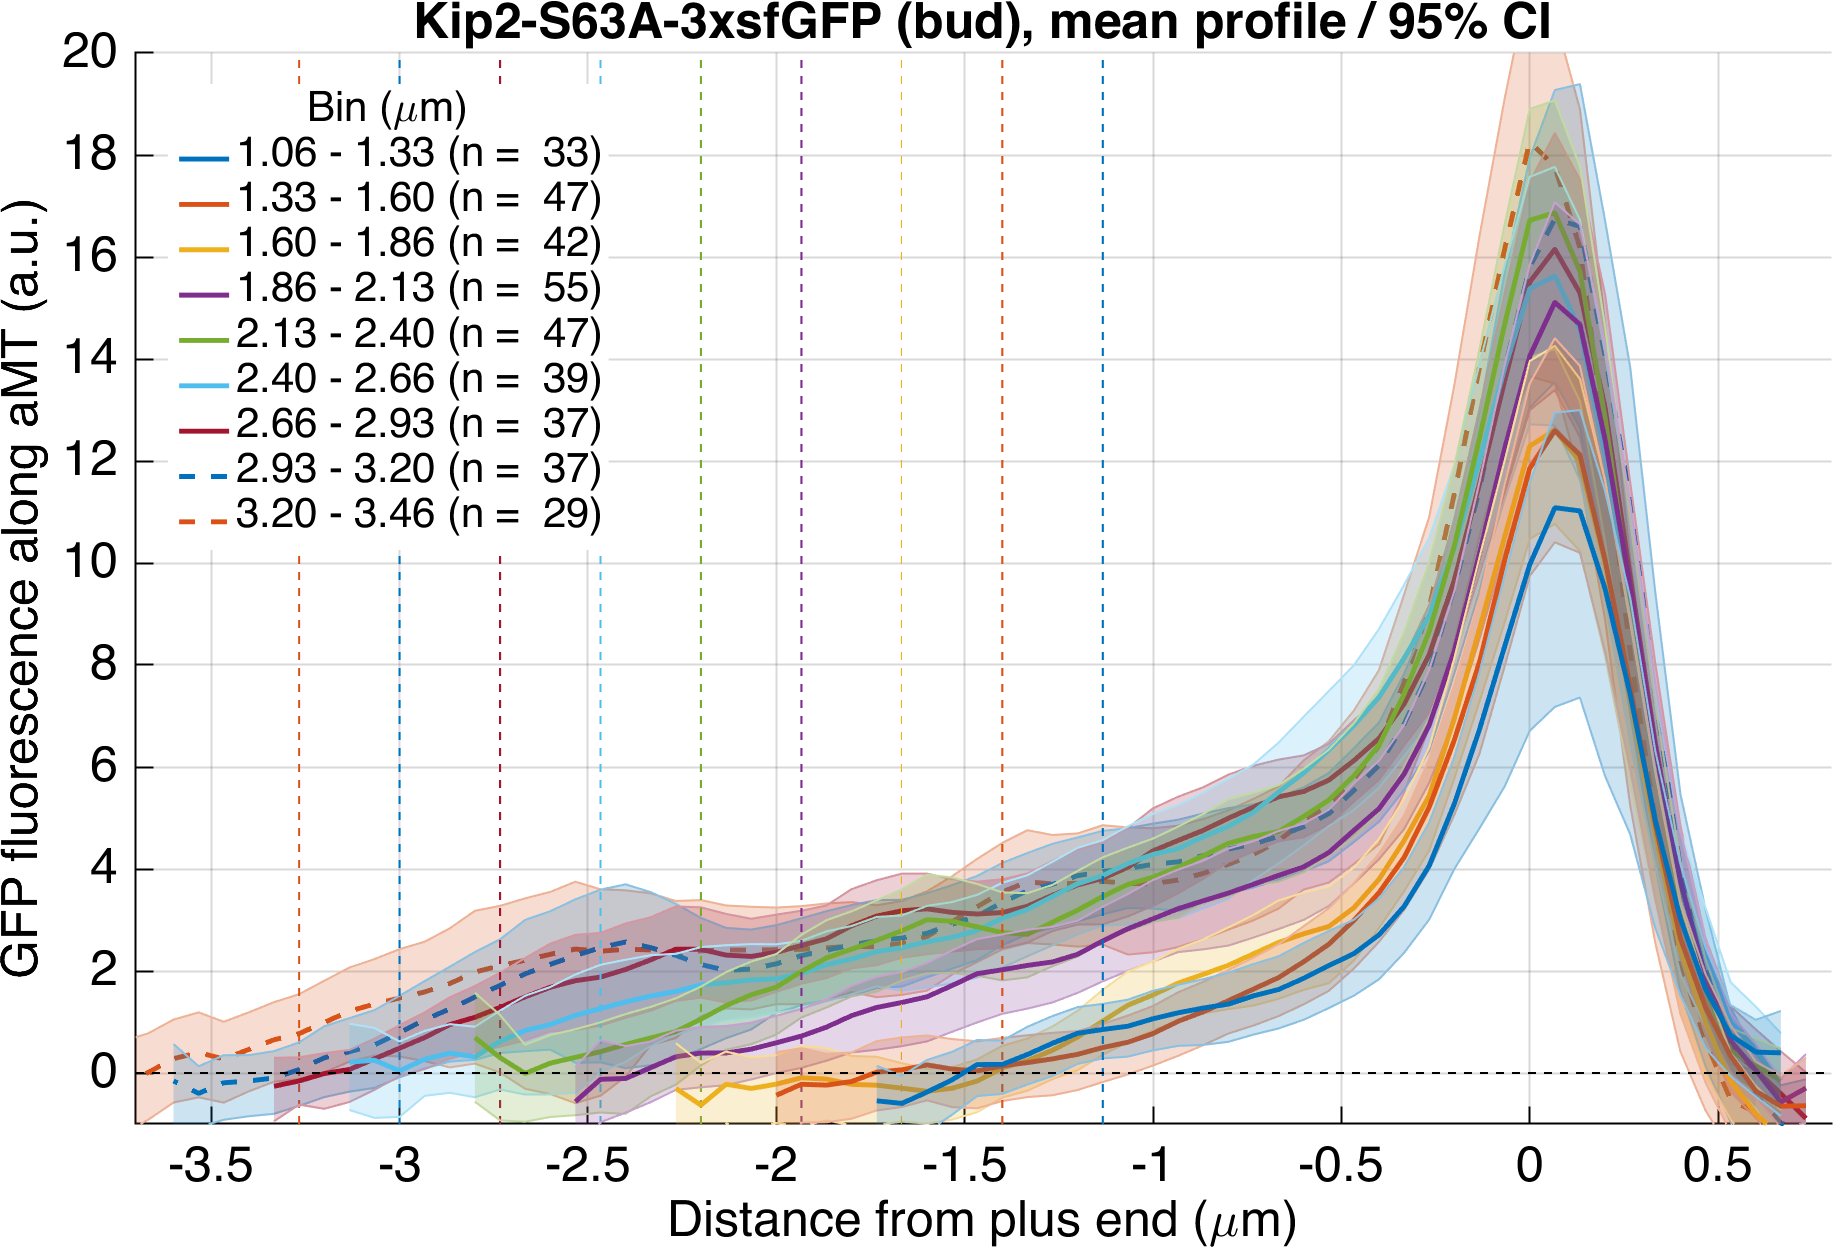 Kip2-S63A-3xsfGFP (bud), mean profile / 95% CI
GFP fluorescence along aMT (a.u.)
20
18
16
14
12
10
8
6
4
2
0
Bin (μm)
1.06 - 1.33 (n = 33)
1.33 - 1.60 (n = 47)
1.60 - 1.86 (n = 42)
1.86 - 2.13 (n = 55)
2.13 - 2.40 (n = 47)
2.40 - 2.66 (n = 39)
2.66 - 2.93 (n = 37)
2.93 - 3.20 (n = 37)
3.20 - 3.46 (n = 29)
-3.5 -3 -2.5 -2 -1.5 -1 -0.5 0 0.5
Distance from plus end (μm)